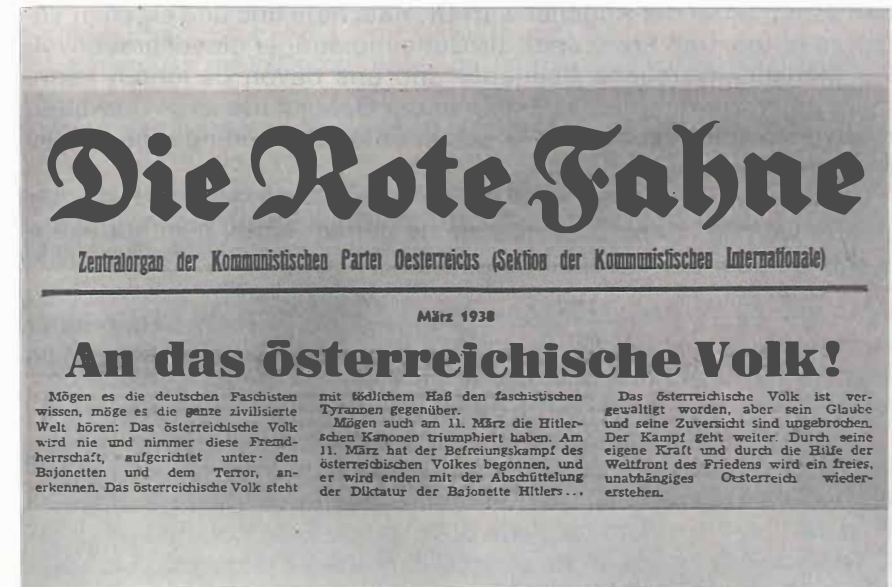 Die Rote Fahne
Zentralorgan der Kommunistischen Partei Oesterreichs (Sektion der Kommunistischen Internationale)
März 1938
An das österreichische Volk!
Mögen es die deutschen Faschisten
wissen, möge es die ganze zivilisierte
Welt hören: Das österreichische Volk
wird nie und nimmer diese Fremd-
herrschaft, aufgerichtet unter den
Bajonetten und dem Terror, an-
erkennen. Das österreichische Volk steht
mit tödlichem Haß den faschistischen
Tyrannen gegenüber.
Mögen auch am 11. März die Hitler-
schen Kanonen triumphiert haben. Am
11. März hat der Befreiungskampf des
österreichischen Volkes begonnen, und
er wird enden mit der Abschüttelung
der Diktatur der Bajonette Hitlers...
Das österreichische Volk ist ver-
gewaltigt worden, aber sein Glaube
und seine Zuversicht sind ungebrochen.
Der Kampf geht weiter. Durch seine
eigene Kraft und durch die Hilfe der
Weltfront des Friedens wird ein freies,
unabhängiges Oesterreich wieder-
erstehen.